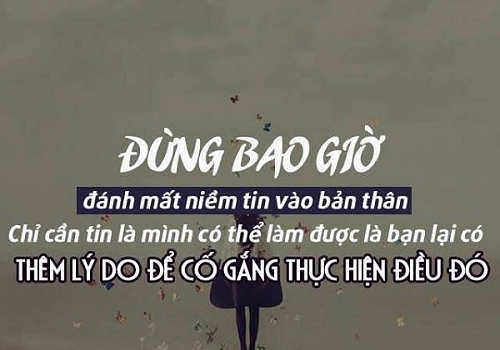 ĐỪNG BAO GIỜ
đánh mất niềm tin vào bản thân
Chỉ cần tin là mình có thể làm được là bạn lại có
THÊM LÝ DO ĐỂ CỐ GẮNG THỰC HIỆN ĐIỀU ĐÓ